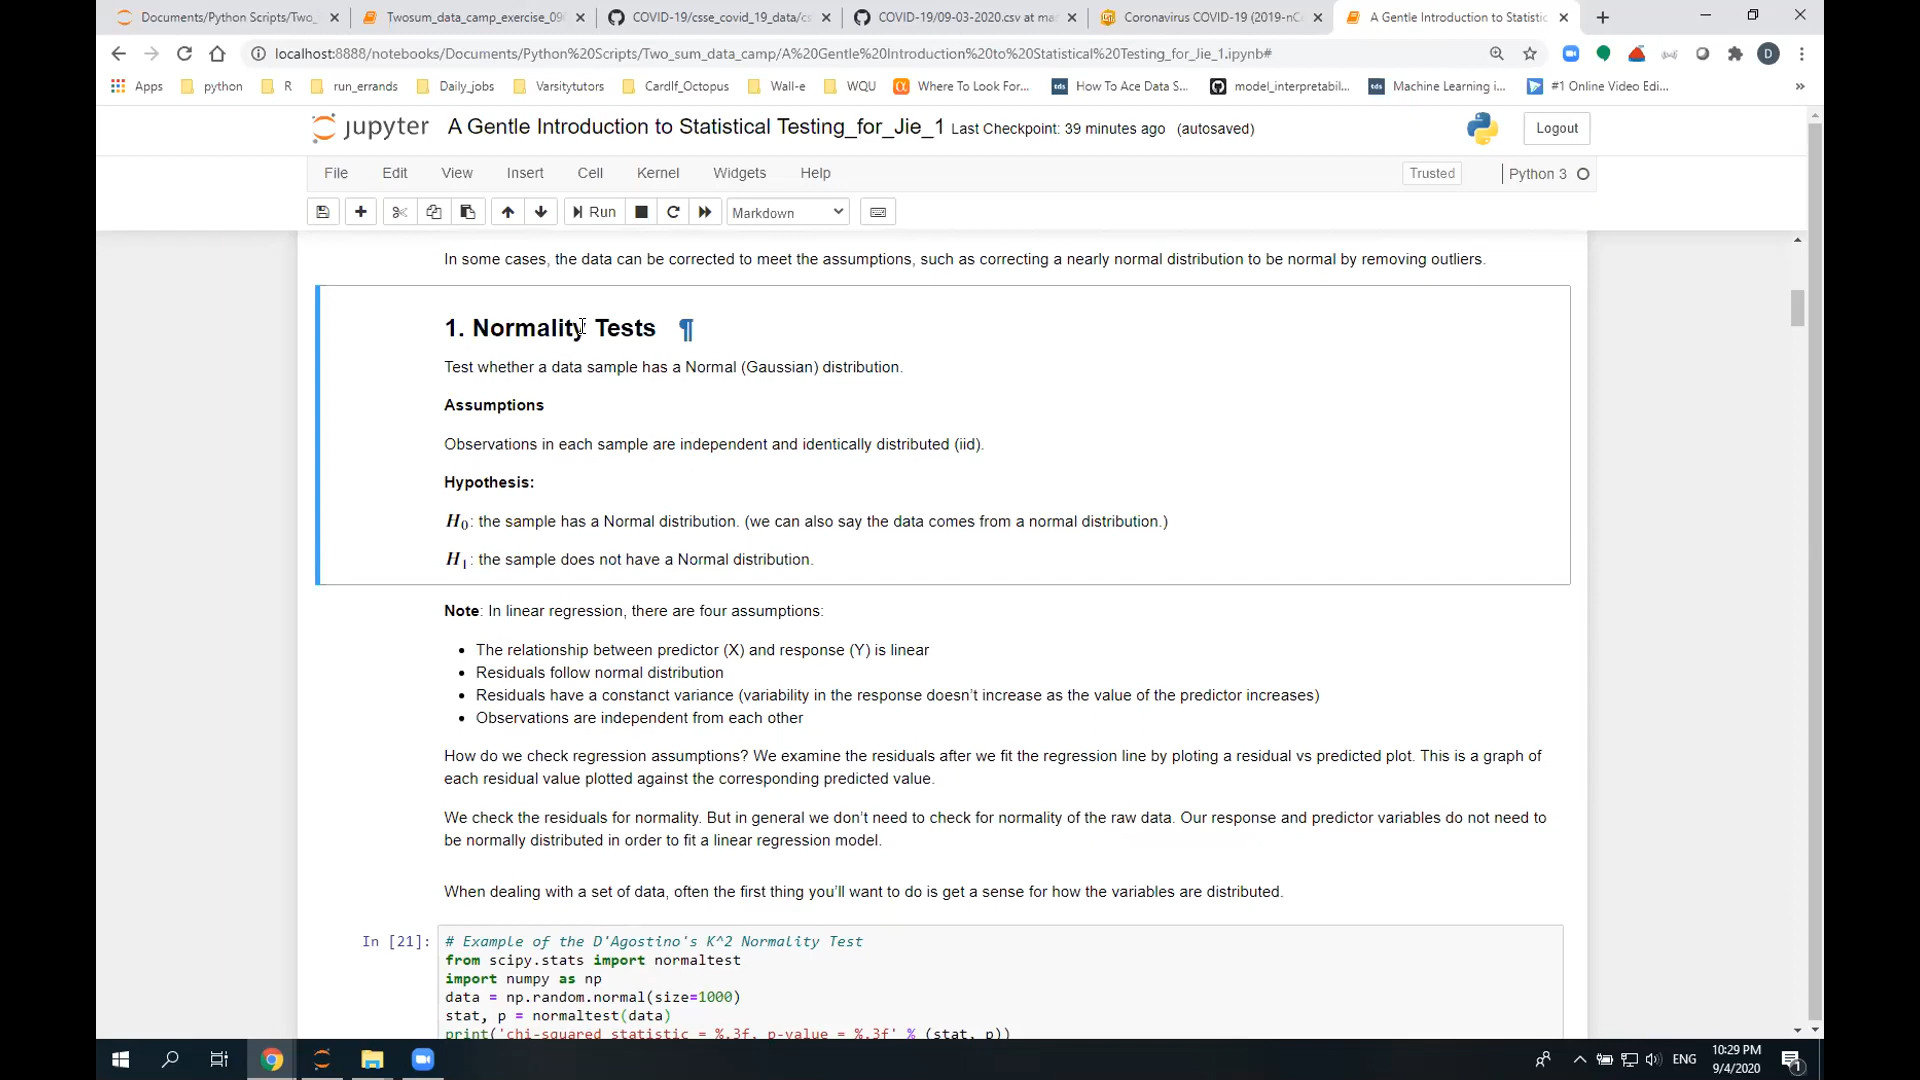 Documents/Python Scripts/Two_
Twosum_data_camp_exercise_09
COVID-19/csse_covid_19_data/cs
COVID-19/09-03-2020.csv at ma
Coronavirus COVID-19 (2019-nC
A Gentle Introduction to Statistic
localhost:8888/notebooks/Documents/Python%20Scripts/Two_sum_data_camp/A%20Gentle%20Introduction%20to%20Statistical%20Testing_for_Jie_1.ipynb#
D
Apps
python
R
run_errands
Daily_jobs
Varsitytutors
Cardlf_Octopus
Wall-e
WQU
Where To Look For...
How To Ace Data S...
model_interpretabil...
Machine Learning i...
#1 Online Video Edi...
jupyter
A Gentle Introduction to Statistical Testing_for_Jie_1 Last Checkpoint: 39 minutes ago (autosaved)
Logout
File Edit View Insert Cell Kernel Widgets Help
Trusted
Python 3
Run
Markdown
In some cases, the data can be corrected to meet the assumptions, such as correcting a nearly normal distribution to be normal by removing outliers.
1. Normality Tests ¶
Test whether a data sample has a Normal (Gaussian) distribution.
Assumptions
Observations in each sample are independent and identically distributed (iid).
Hypothesis:
H0: the sample has a Normal distribution. (we can also say the data comes from a normal distribution.)
H1: the sample does not have a Normal distribution.
Note: In linear regression, there are four assumptions:
• The relationship between predictor (X) and response (Y) is linear
• Residuals follow normal distribution
• Residuals have a constanct variance (variability in the response doesn't increase as the value of the predictor increases)
• Observations are independent from each other
How do we check regression assumptions? We examine the residuals after we fit the regression line by ploting a residual vs predicted plot. This is a graph of
each residual value plotted against the corresponding predicted value.
We check the residuals for normality. But in general we don't need to check for normality of the raw data. Our response and predictor variables do not need to
be normally distributed in order to fit a linear regression model.
When dealing with a set of data, often the first thing you'll want to do is get a sense for how the variables are distributed.
In [21]:
# Example of the D'Agostino's K^2 Normality Test
from scipy.stats import normaltest
import numpy as np
data = np.random.normal(size=1000)
stat, p = normaltest(data)
print('chi-squared statistic = %.3f, p-value = %.3f' % (stat, p))
ENG
10:29 PM
9/4/2020
1